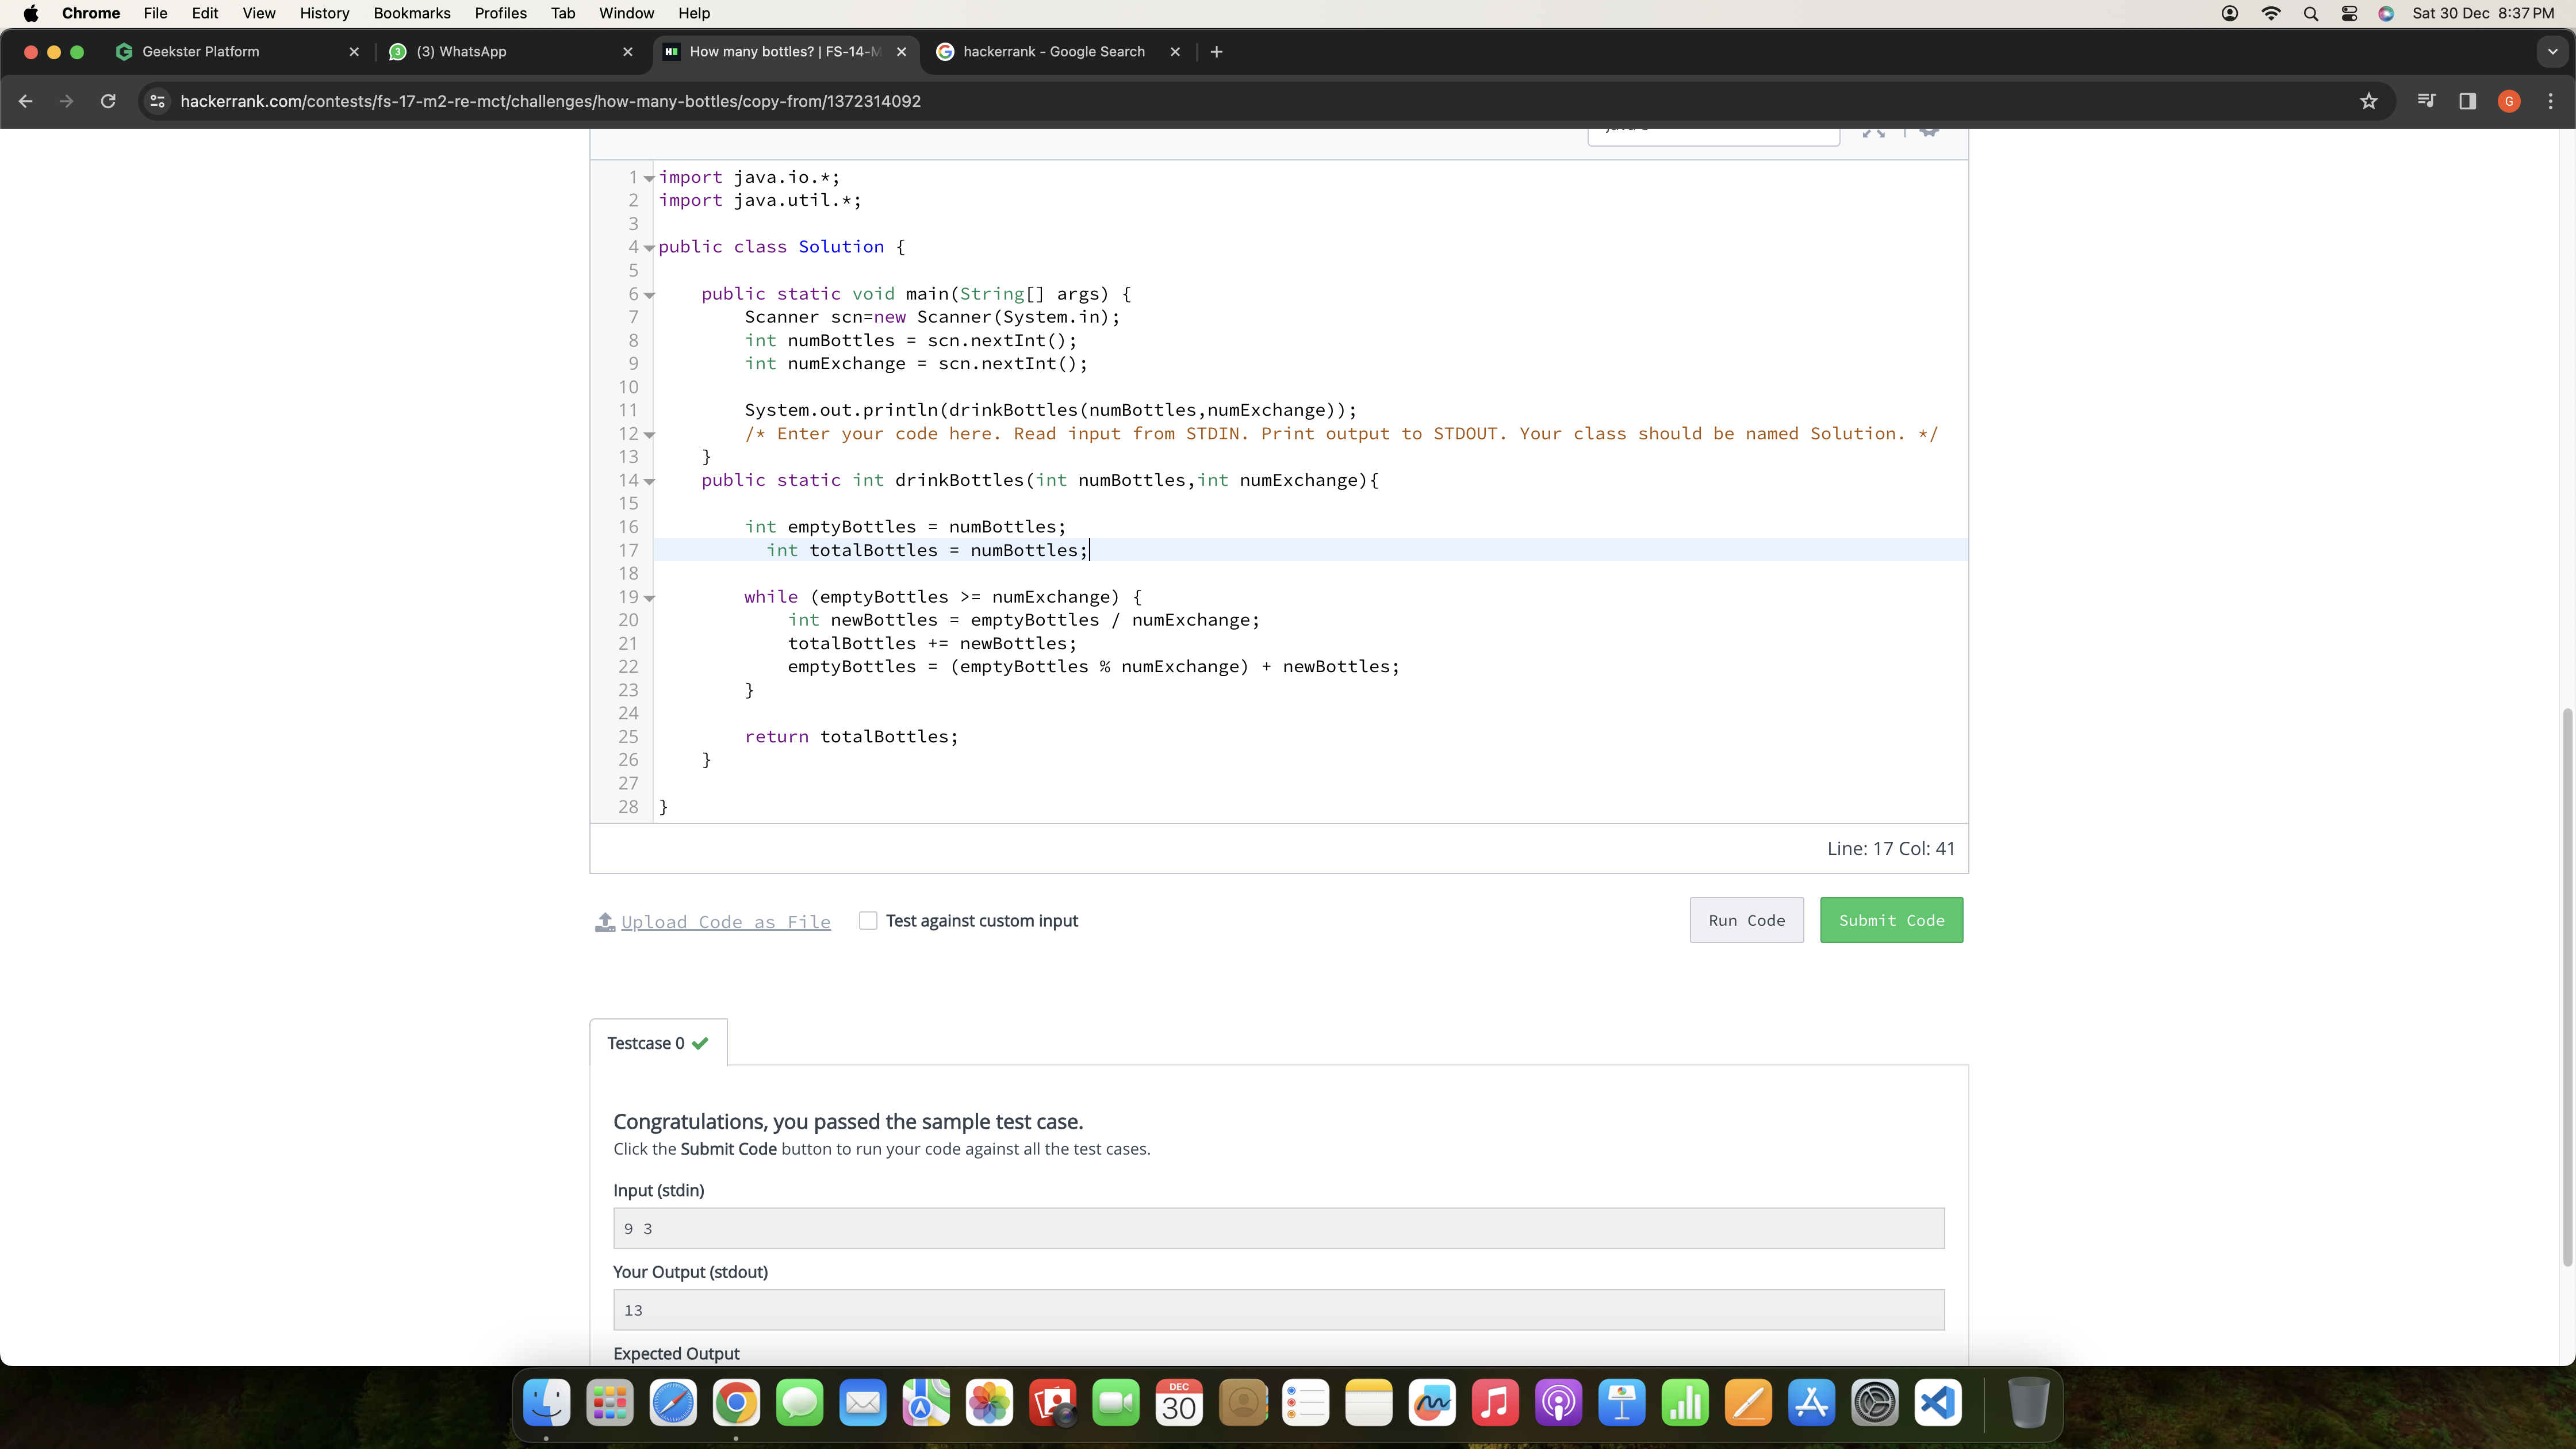 Chrome File Edit View History Bookmarks Profiles Tab Window Help Sat 30 Dec 8:37 PM
Geekster Platform (3) WhatsApp How many bottles? | FS-14-M hackerrank - Google Search
hackerrank.com/contests/fs-17-m2-re-mct/challenges/how-many-bottles/copy-from/1372314092 G
1 import java.io.*;
2 import java.util.*;
3
4 public class Solution {
5
6 public static void main(String[] args) {
7 Scanner scn=new Scanner(System.in);
8 int numBottles = scn.nextInt();
9 int numExchange = scn.nextInt();
10
11 System.out.println(drinkBottles(numBottles,numExchange));
12 /* Enter your code here. Read input from STDIN. Print output to STDOUT. Your class should be named Solution. */
13 }
14 public static int drinkBottles(int numBottles,int numExchange){
15
16 int emptyBottles = numBottles;
17 int totalBottles = numBottles;
18
19 while (emptyBottles >= numExchange) {
20 int newBottles = emptyBottles / numExchange;
21 totalBottles += newBottles;
22 emptyBottles = (emptyBottles % numExchange) + newBottles;
23 }
24
25 return totalBottles;
26 }
27
28 }
Line: 17 Col: 41
Upload Code as File Test against custom input Run Code Submit Code
Testcase 0
Congratulations, you passed the sample test case.
Click the Submit Code button to run your code against all the test cases.
Input (stdin)
9 3
Your Output (stdout)
13
Expected Output
DEC
30